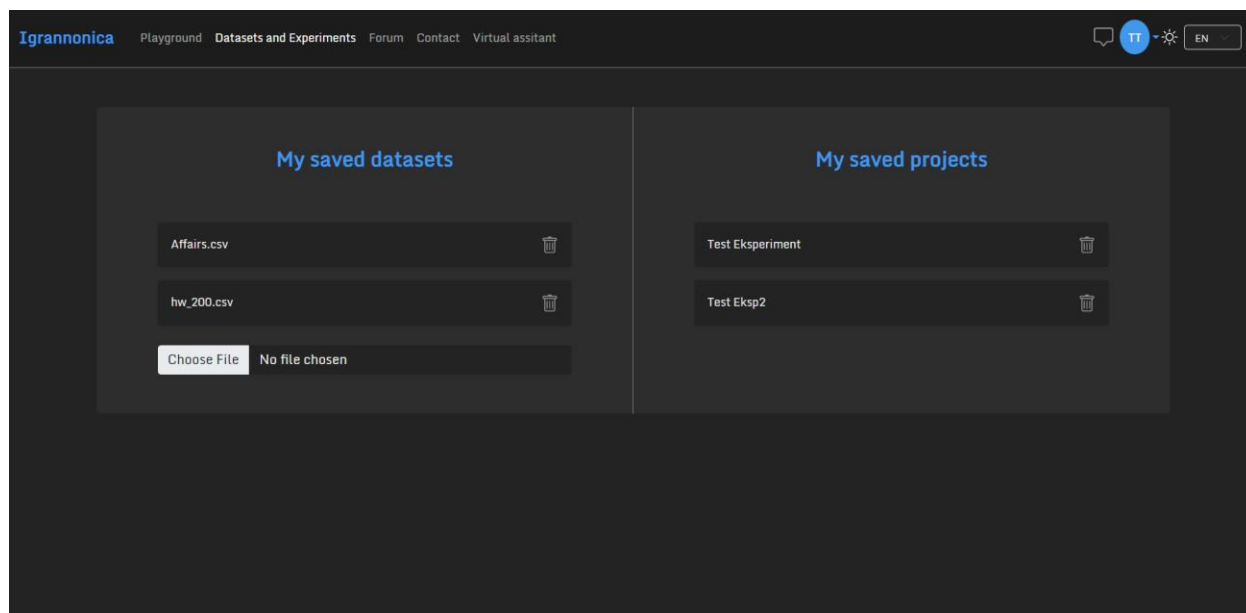 Igrannonica Playground Datasets and Experiments Forum Contact Virtual assitant TT EN
My saved datasets
Affairs.csv
hw_200.csv
Choose File No file chosen
My saved projects
Test Eksperiment
Test Eksp2